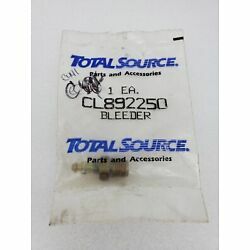 TOTAL SOURCE.
Parts and Accessories
1 EA.
CL892250
BLEEDER
TOTAL SOURCE.
Parts and Accessories